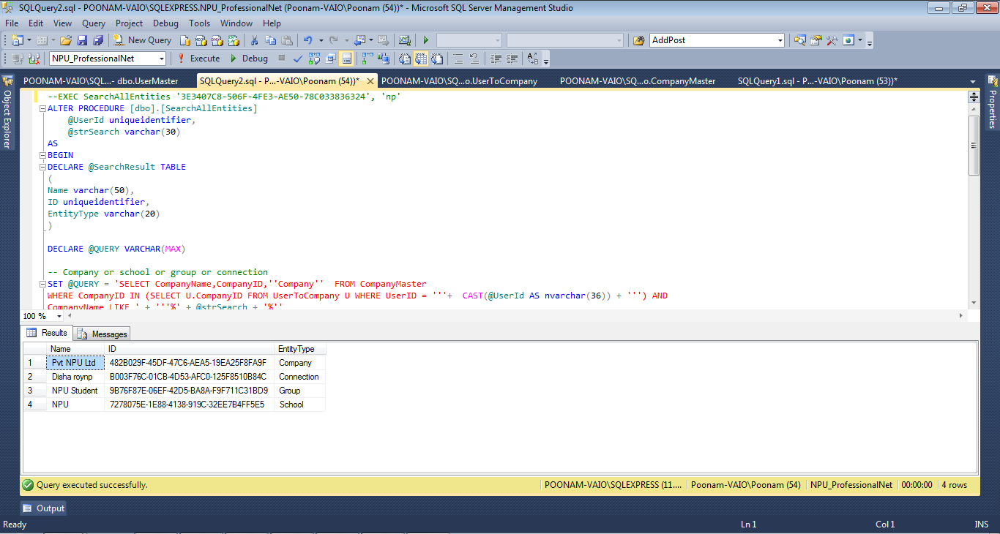 SQLQuery2.sql - POONAM-VAIO\SQLEXPRESS.NPU_ProfessionalNet (Poonam-VAIO\Poonam (54))* - Microsoft SQL Server Management Studio
File Edit View Query Project Debug Tools Window Help
New Query AddPost
NPU_ProfessionalNet Execute Debug
Object Explorer
Properties
POONAM-VAIO\SQL...- dbo.UserMaster SQLQuery2.sql - P...-VAIO\Poonam (54))* POONAM-VAIO\SQ...o.UserToCompany POONAM-VAIO\SQ...o.CompanyMaster SQLQuery1.sql - P...-VAIO\Poonam (53))*
--EXEC SearchAllEntities '3E3407C8-506F-4FE3-AE50-78C033836324', 'np'
ALTER PROCEDURE [dbo].[SearchAllEntities]
@UserId uniqueidentifier,
@strSearch varchar(30)
AS
BEGIN
DECLARE @SearchResult TABLE
(
Name varchar(50),
ID uniqueidentifier,
EntityType varchar(20)
)
DECLARE @QUERY VARCHAR(MAX)
-- Company or school or group or connection
SET @QUERY = 'SELECT CompanyName,CompanyID,''Company''  FROM CompanyMaster
WHERE CompanyID IN (SELECT U.CompanyID FROM UserToCompany U WHERE UserID = '''+  CAST(@UserId AS nvarchar(36)) + ''') AND
CompanyName LIKE ' + '''%' + @strSearch + '%''
100 %
Results Messages
Name ID EntityType
1 Pvt NPU Ltd 482B029F-45DF-47C6-AEA5-19EA25F8FA9F Company
2 Disha roynp B003F76C-01CB-4D53-AFC0-125F8510B84C Connection
3 NPU Student 9B76F87E-06EF-42D5-BA8A-F9F711C31BD9 Group
4 NPU 7278075E-1E88-4138-919C-32EE7B4FF5E5 School
Query executed successfully. POONAM-VAIO\SQLEXPRESS (11.... Poonam-VAIO\Poonam (54) NPU_ProfessionalNet 00:00:00 4 rows
Output
Ready Ln 1 Col 1 INS